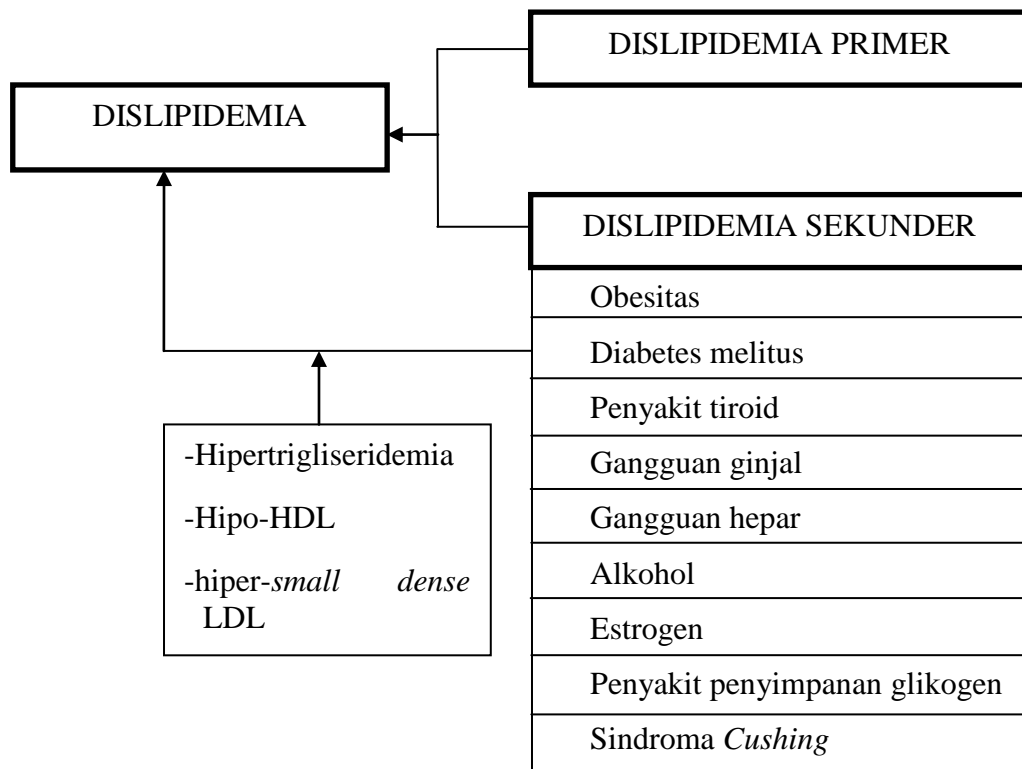 DISLIPIDEMIA PRIMER
DISLIPIDEMIA
DISLIPIDEMIA SEKUNDER
Obesitas
Diabetes melitus
Penyakit tiroid
Gangguan ginjal
Gangguan hepar
Alkohol
Estrogen
Penyakit penyimpanan glikogen
Sindroma Cushing
-Hipertrigliseridemia
-Hipo-HDL
-hiper-small dense
LDL